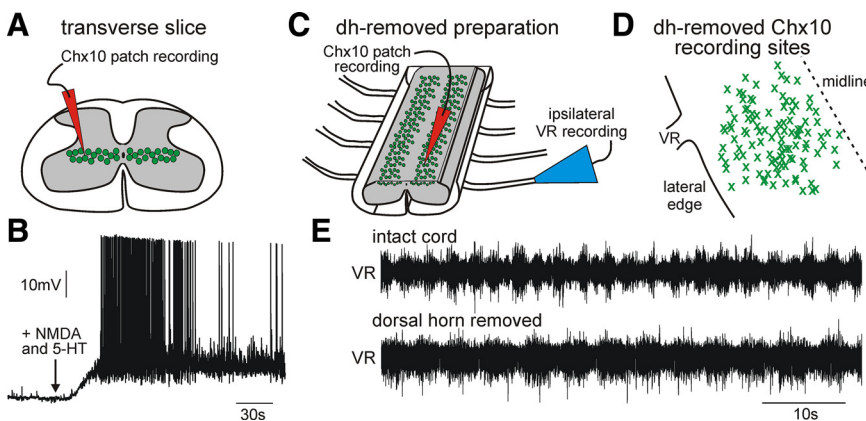 A transverse slice
Chx10 patch recording
C dh-removed preparation
Chx10 patch
recording
ipsilateral
VR recording
D dh-removed Chx10
recording sites
midline
VR
lateral
edge
B
10mV
+ NMDA
and 5-HT
30s
E intact cord
VR
dorsal horn removed
VR
10s